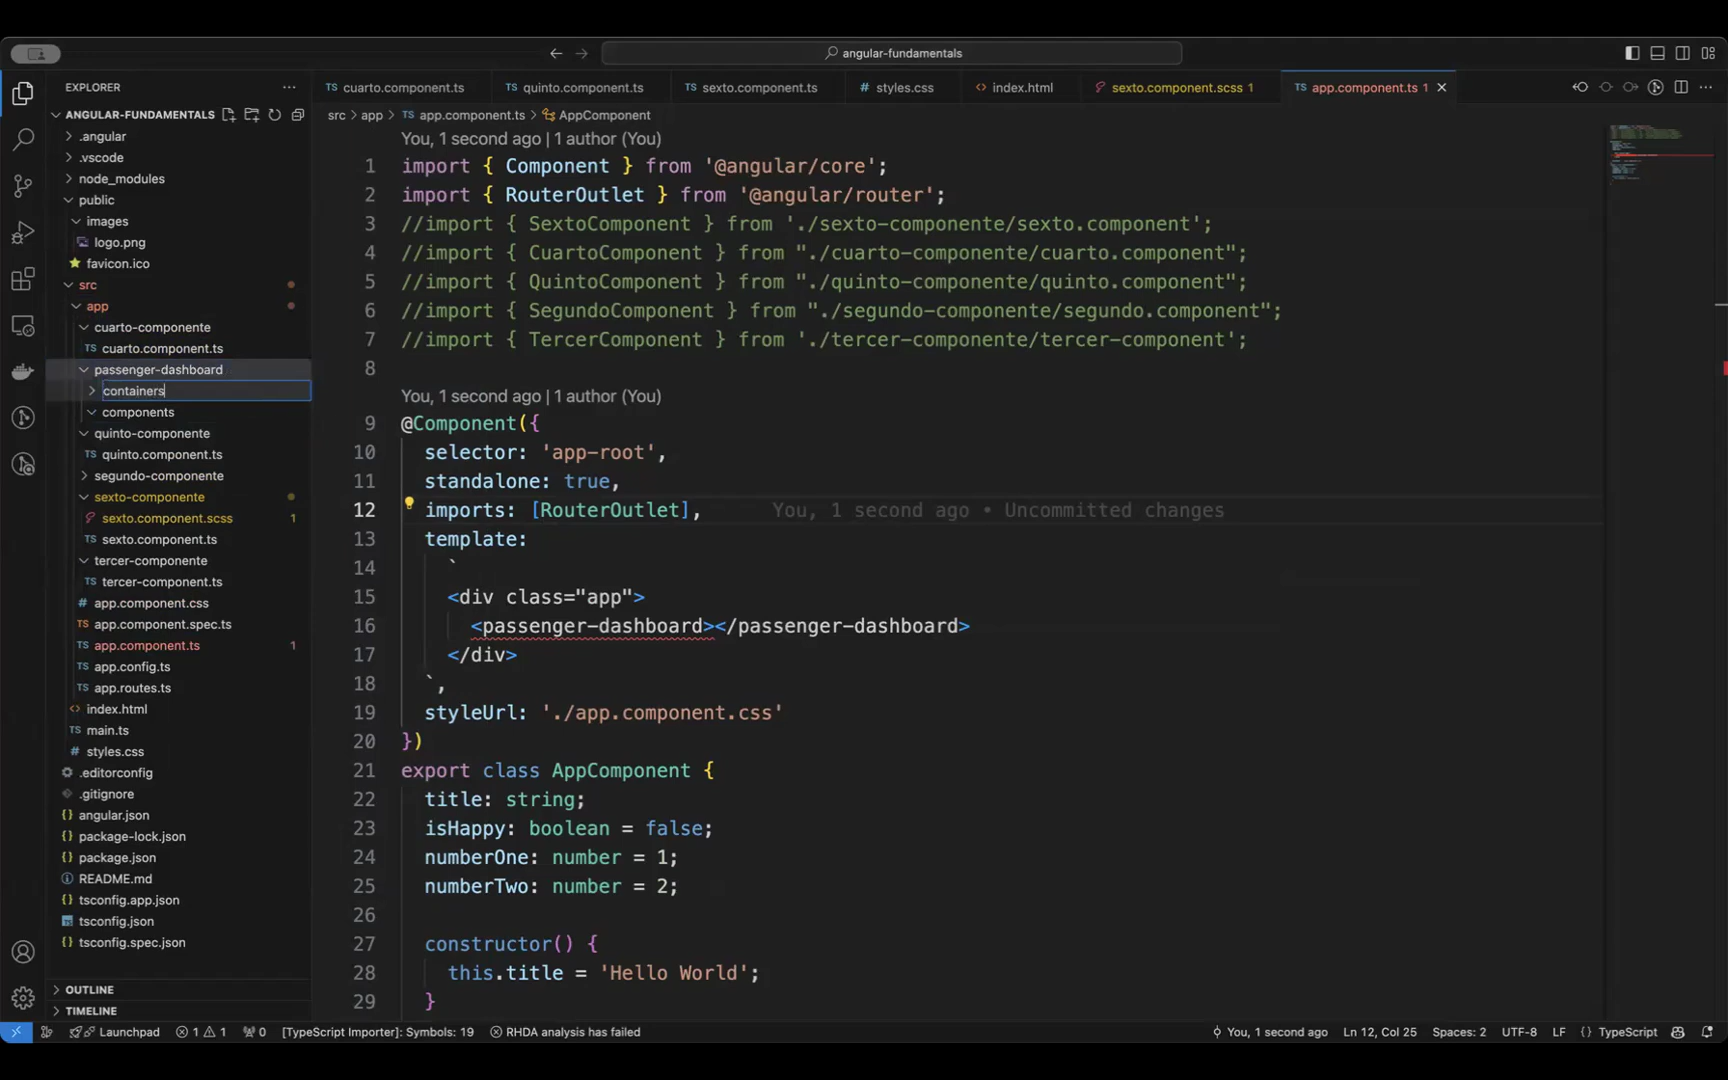 angular-fundamentals
EXPLORER
ANGULAR-FUNDAMENTALS
.angular
.vscode
node_modules
public
images
logo.png
favicon.ico
src
app
cuarto-componente
TS cuarto.component.ts
passenger-dashboard
containers
components
quinto-componente
TS quinto.component.ts
segundo-componente
sexto-componente
sexto.component.scss 1
TS sexto.component.ts
tercer-componente
TS tercer-component.ts
# app.component.css
TS app.component.spec.ts
TS app.component.ts 1
TS app.config.ts
TS app.routes.ts
<> index.html
TS main.ts
# styles.css
.editorconfig
.gitignore
{} angular.json
{} package-lock.json
{} package.json
README.md
{} tsconfig.app.json
tsconfig.json
{} tsconfig.spec.json
OUTLINE
TIMELINE
TS cuarto.component.ts
TS quinto.component.ts
TS sexto.component.ts
# styles.css
<> index.html
sexto.component.scss 1
TS app.component.ts 1
src > app > TS app.component.ts > AppComponent
You, 1 second ago | 1 author (You)
1 import { Component } from '@angular/core';
2 import { RouterOutlet } from '@angular/router';
3 //import { SextoComponent } from './sexto-componente/sexto.component';
4 //import { CuartoComponent } from "./cuarto-componente/cuarto.component";
5 //import { QuintoComponent } from "./quinto-componente/quinto.component";
6 //import { SegundoComponent } from "./segundo-componente/segundo.component";
7 //import { TercerComponent } from './tercer-componente/tercer-component';
8
You, 1 second ago | 1 author (You)
9 @Component({
10 selector: 'app-root',
11 standalone: true,
12 imports: [RouterOutlet], You, 1 second ago • Uncommitted changes
13 template:
14 `
15 <div class="app">
16 <passenger-dashboard></passenger-dashboard>
17 </div>
18 `,
19 styleUrl: './app.component.css'
20 })
21 export class AppComponent {
22 title: string;
23 isHappy: boolean = false;
24 numberOne: number = 1;
25 numberTwo: number = 2;
26
27 constructor() {
28 this.title = 'Hello World';
29 }
Launchpad 1 1 0 [TypeScript Importer]: Symbols: 19 RHDA analysis has failed You, 1 second ago Ln 12, Col 25 Spaces: 2 UTF-8 LF {} TypeScript